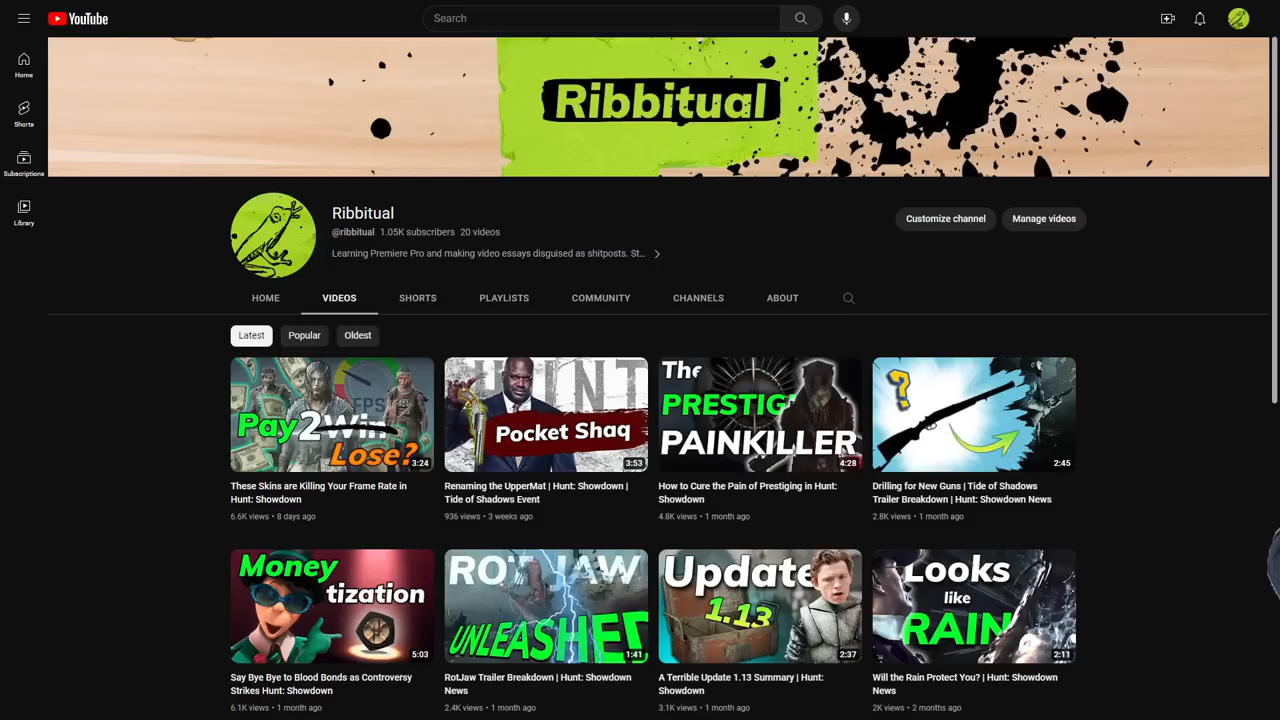 YouTube
Search
Home
Shorts
Subscriptions
Library
Ribbitual
Ribbitual
@ribbitual 1.05K subscribers 20 videos
Learning Premiere Pro and making video essays disguised as shitposts. St...
Customize channel
Manage videos
HOME
VIDEOS
SHORTS
PLAYLISTS
COMMUNITY
CHANNELS
ABOUT
Latest
Popular
Oldest
FPS
Pay2Win
Lose?
3:24
These Skins are Killing Your Frame Rate in
Hunt: Showdown
6.6K views • 8 days ago
HUNT
Pocket Shaq
3:53
Renaming the UpperMat | Hunt: Showdown |
Tide of Shadows Event
936 views • 3 weeks ago
The
PRESTIG
PAINKILLER
4:28
How to Cure the Pain of Prestiging in Hunt:
Showdown
4.8K views • 1 month ago
?
2:45
Drilling for New Guns | Tide of Shadows
Trailer Breakdown | Hunt: Showdown News
2.8K views • 1 month ago
Money
tization
5:03
Say Bye Bye to Blood Bonds as Controversy
Strikes Hunt: Showdown
6.1K views • 1 month ago
ROT JAW
UNLEASHED
1:41
RotJaw Trailer Breakdown | Hunt: Showdown
News
2.4K views • 1 month ago
Update
1.13
2:37
A Terrible Update 1.13 Summary | Hunt:
Showdown
3.1K views • 1 month ago
Looks
like
RAIN
2:11
Will the Rain Protect You? | Hunt: Showdown
News
2K views • 2 months ago